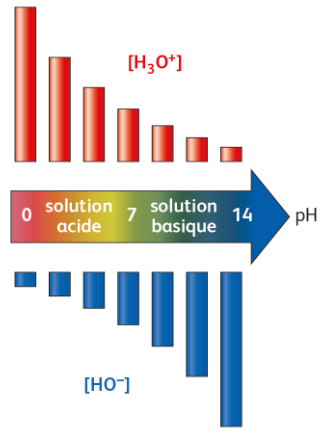 [H₃O⁺]
0 solution acide 7 solution basique 14 pH
[HO⁻]